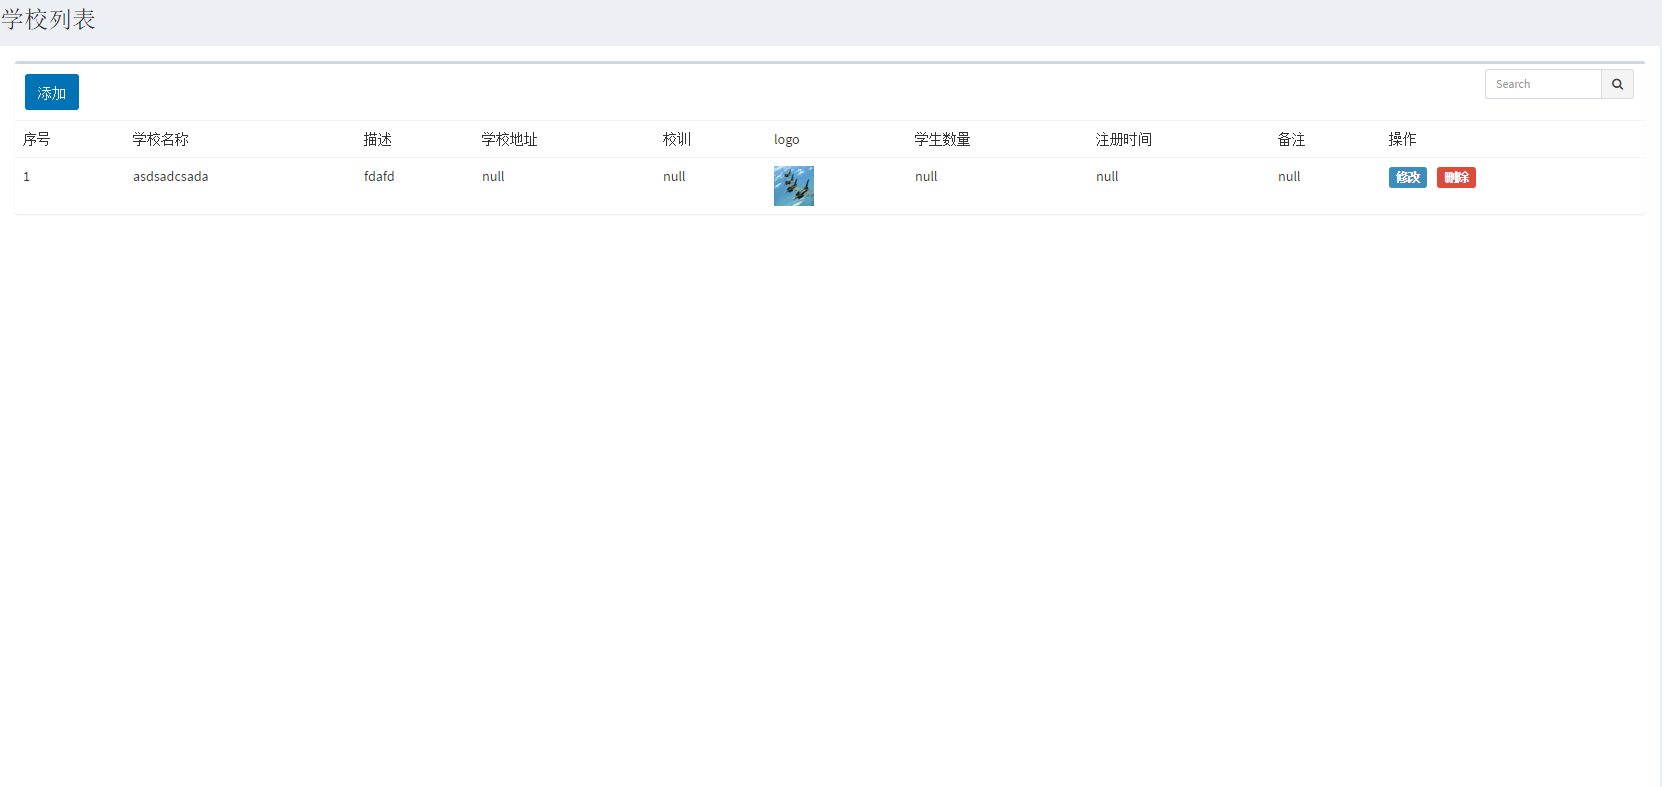 学校列表
添加
Search
序号 学校名称 描述 学校地址 校训 logo 学生数量 注册时间 备注 操作
1 asdsadcsada fdafd null null null null null 修改 删除